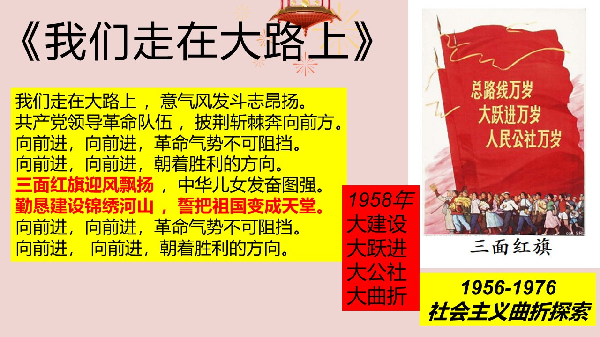 《我们走在大路上》
我们走在大路上，意气风发斗志昂扬。
共产党领导革命队伍，披荆斩棘奔向前方。
向前进，向前进，革命气势不可阻挡。
向前进，向前进，朝着胜利的方向。
三面红旗迎风飘扬，中华儿女发奋图强。
勤恳建设锦绣河山，誓把祖国变成天堂。
向前进，向前进，革命气势不可阻挡。
向前进， 向前进，朝着胜利的方向。
1958年
大建设
大跃进
大公社
大曲折
总路线万岁
大跃进万岁
人民公社万岁
三面红旗
1956-1976
社会主义曲折探索